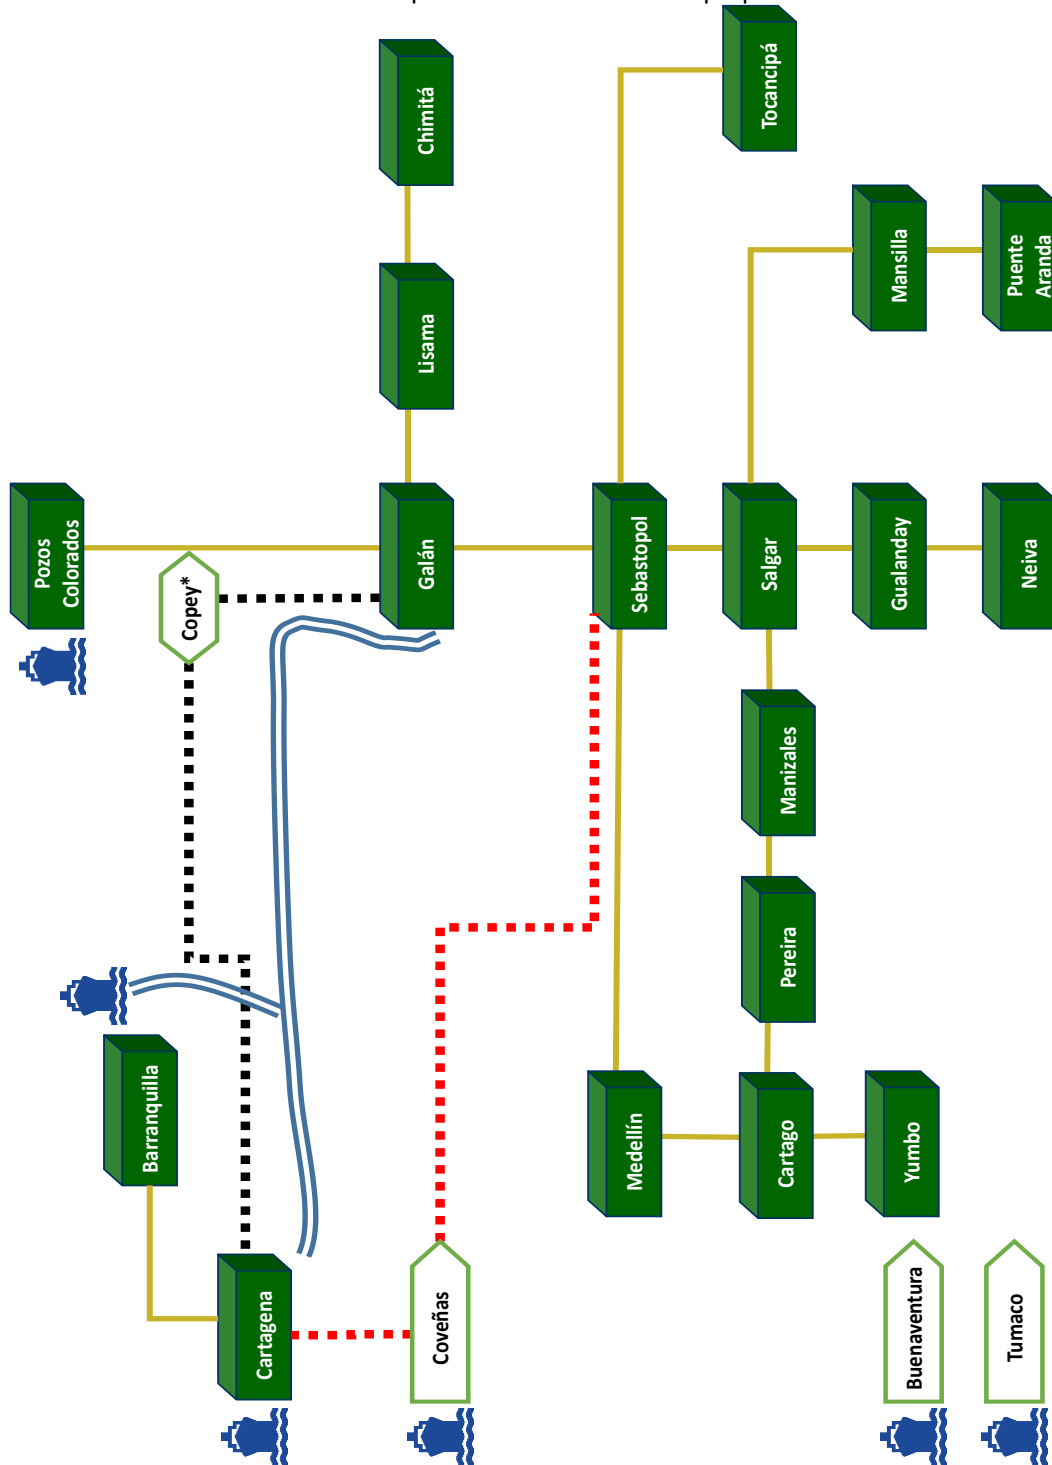 Pozos
Colorados
Copey*
Chimitá
Lisama
Galán
Tocancipá
Barranquilla
Cartagena
Coveñas
Sebastopol
Salgar
Mansilla
Puente
Aranda
Gualanday
Neiva
Manizales
Pereira
Medellín
Cartago
Yumbo
Buenaventura
Tumaco